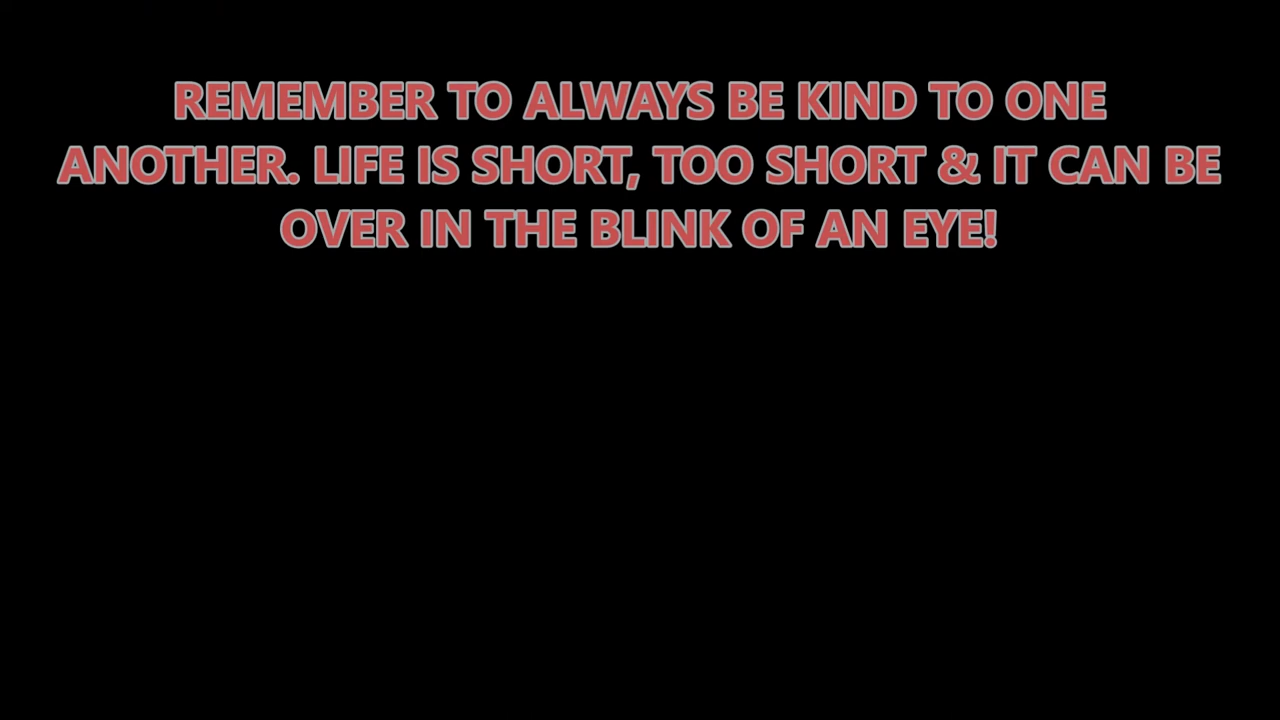 REMEMBER TO ALWAYS BE KIND TO ONE
ANOTHER. LIFE IS SHORT, TOO SHORT & IT CAN BE
OVER IN THE BLINK OF AN EYE!